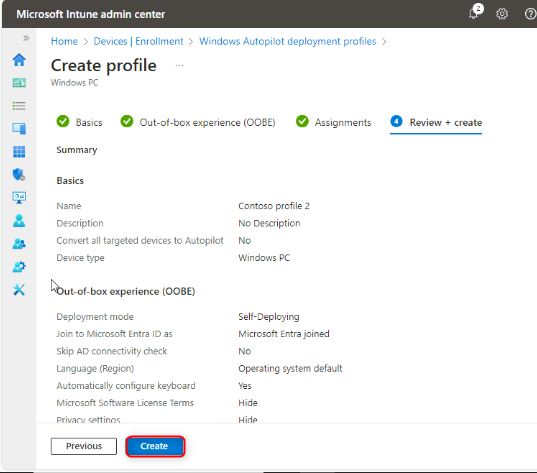 Microsoft Intune admin center
2
»
Home > Devices | Enrollment > Windows Autopilot deployment profiles >
Create profile ...
Windows PC
Basics Out-of-box experience (OOBE) Assignments 4 Review + create
Summary
Basics
Name Contoso profile 2
Description No Description
Convert all targeted devices to Autopilot No
Device type Windows PC
Out-of-box experience (OOBE)
Deployment mode Self-Deploying
Join to Microsoft Entra ID as Microsoft Entra joined
Skip AD connectivity check No
Language (Region) Operating system default
Automatically configure keyboard Yes
Microsoft Software License Terms Hide
Privacy settings Hide
Previous Create